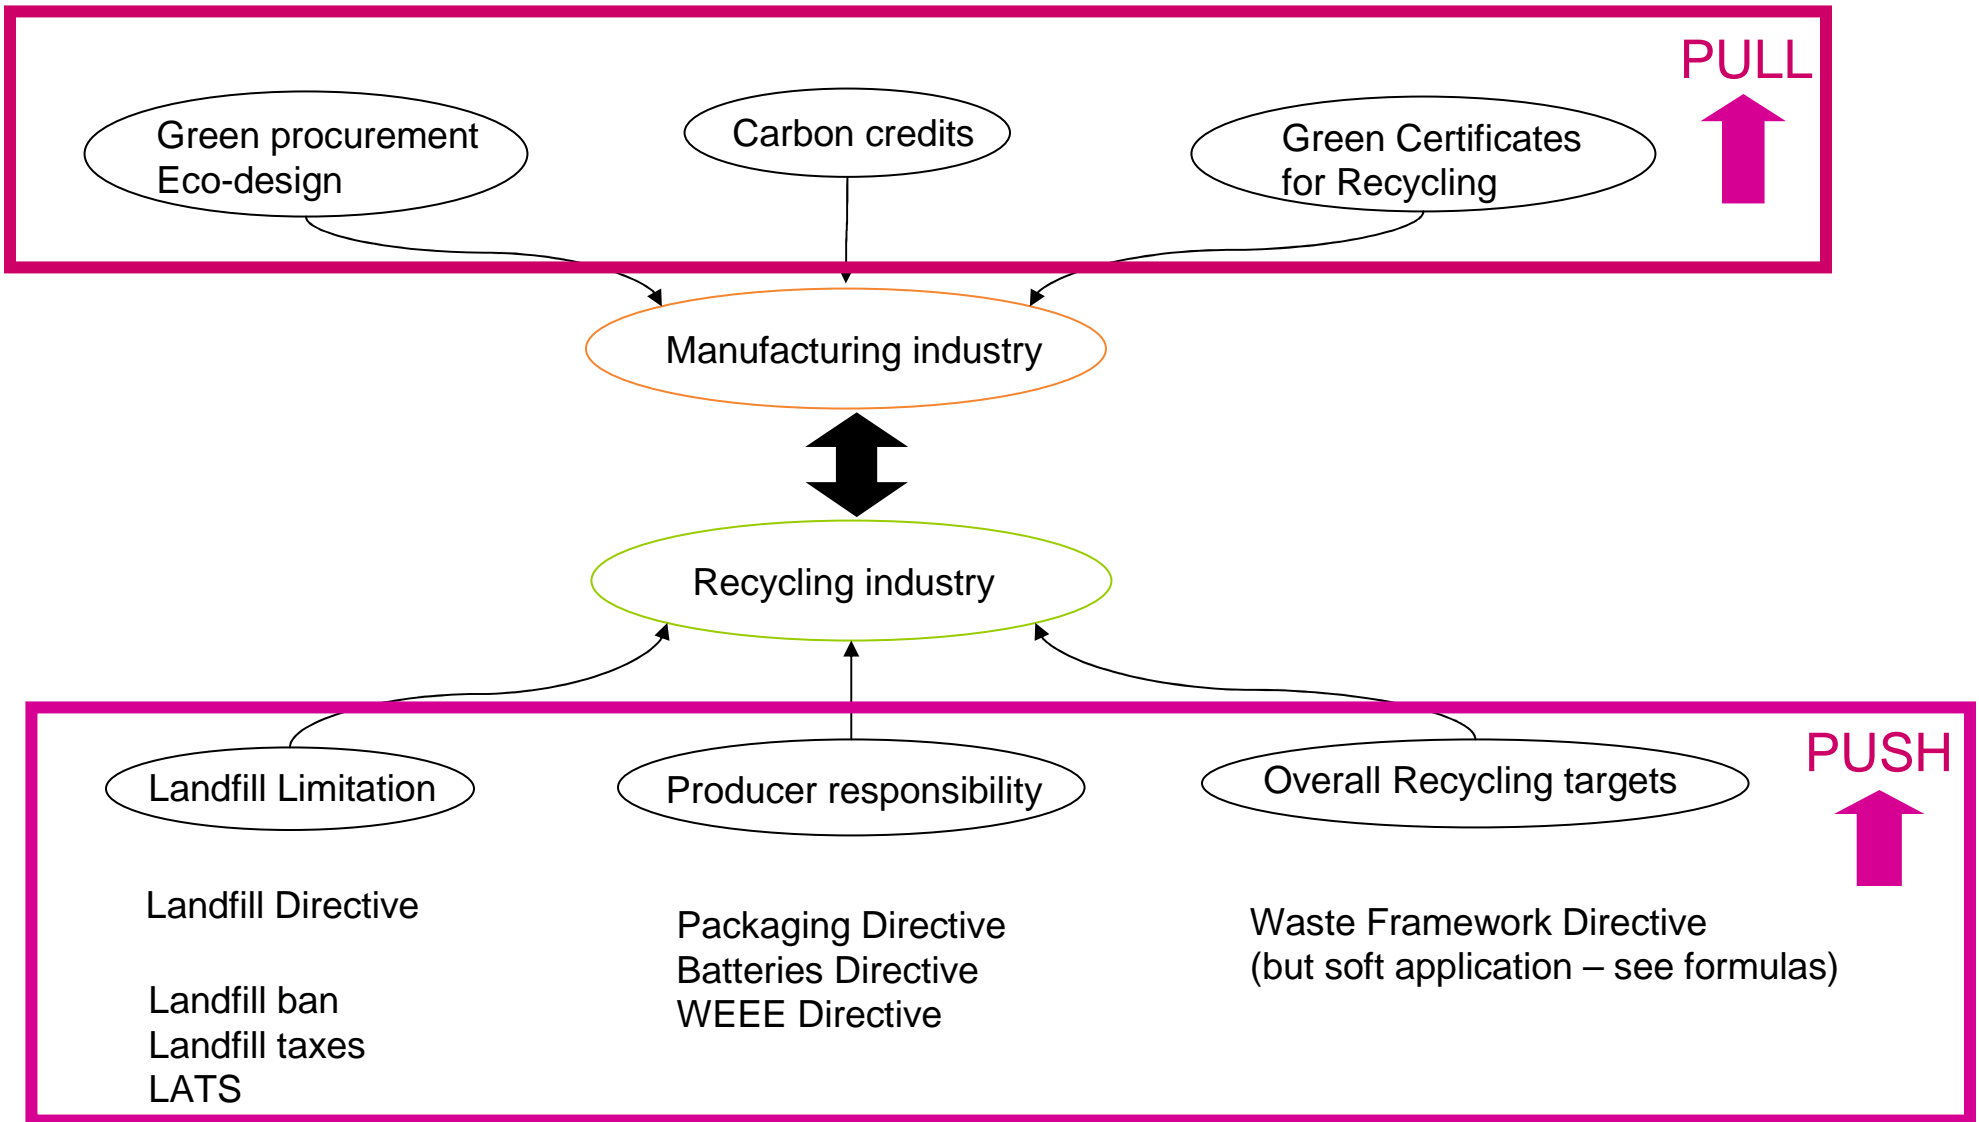 PULL
Green procurement
Eco-design
Carbon credits
Green Certificates
for Recycling
Manufacturing industry
Recycling industry
PUSH
Landfill Limitation
Producer responsibility
Overall Recycling targets
Landfill Directive
Landfill ban
Landfill taxes
LATS
Packaging Directive
Batteries Directive
WEEE Directive
Waste Framework Directive
(but soft application – see formulas)